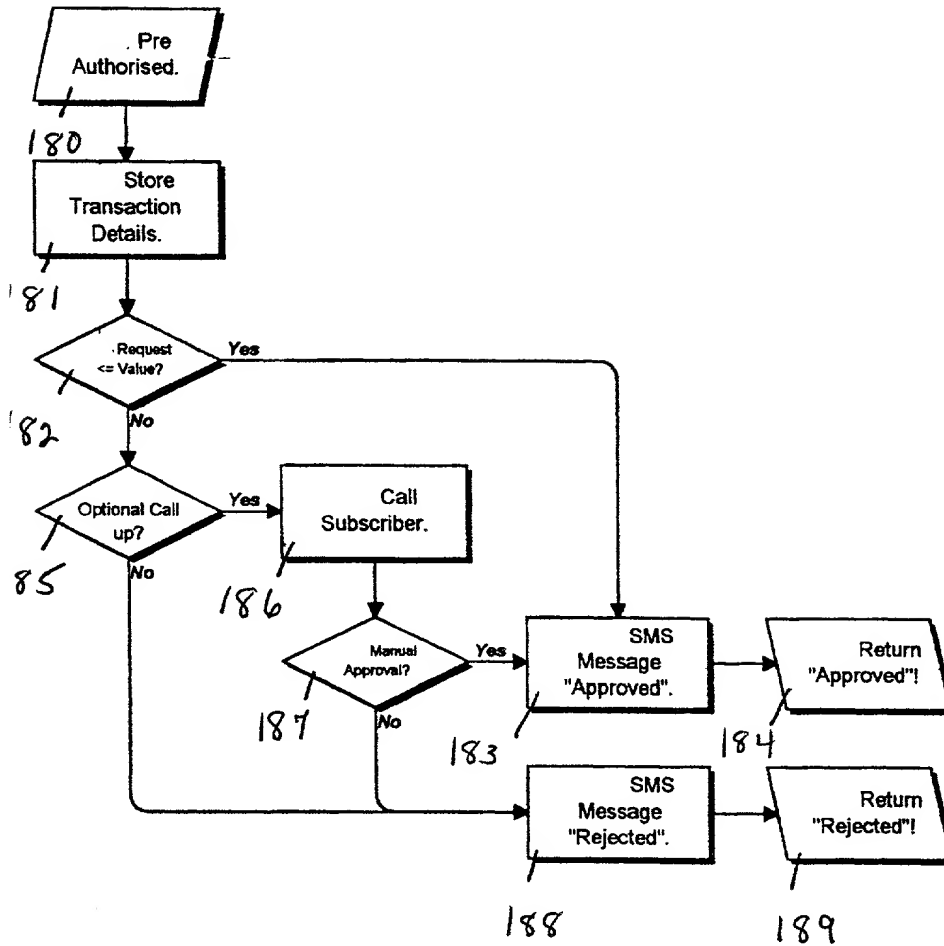 . Pre
Authorised.
180
Store
Transaction
Details.
181
. Request
<= Value?
Yes
182
No
Optional Call
up?
Yes
Call
Subscriber.
85
No
186
Manual
Approval?
Yes
SMS
Message
"Approved".
Return
"Approved"!
187
No
183
184
SMS
Message
"Rejected".
Return
"Rejected"!
188
189